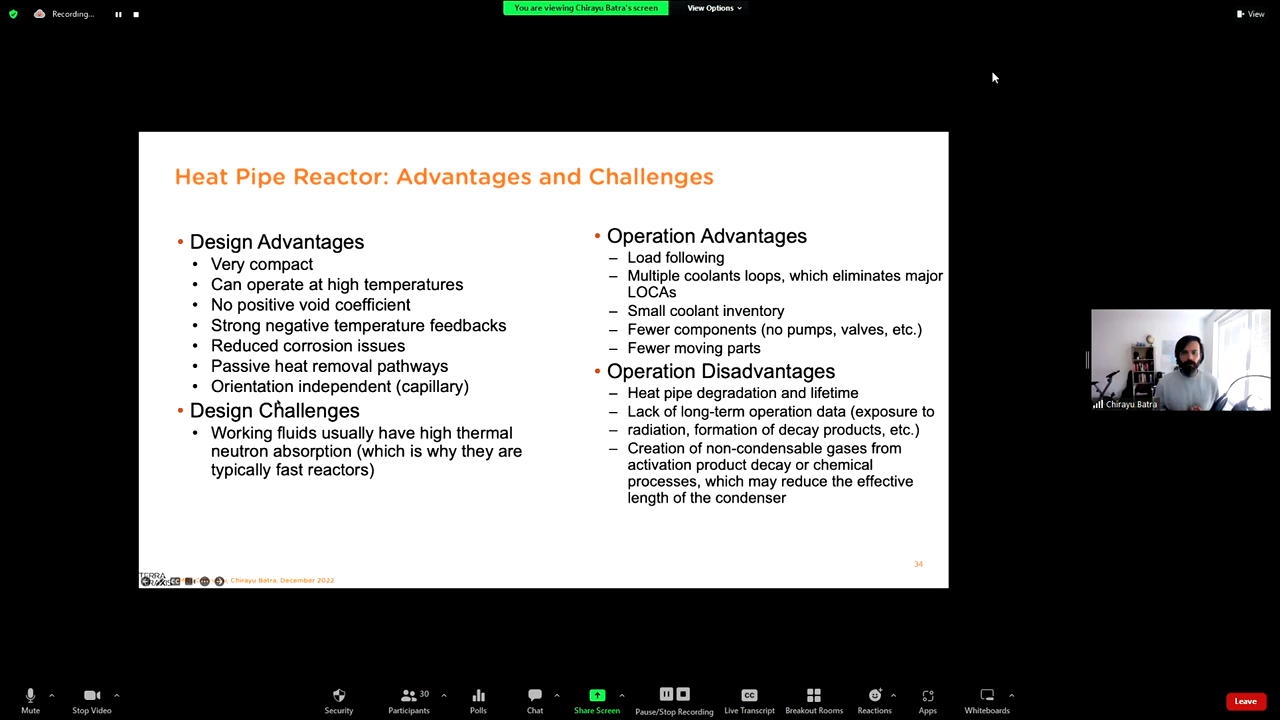 Recording...
You are viewing Chirayu Batra's screen
View Options
View
Heat Pipe Reactor: Advantages and Challenges
• Design Advantages
• Very compact
• Can operate at high temperatures
• No positive void coefficient
• Strong negative temperature feedbacks
• Reduced corrosion issues
• Passive heat removal pathways
• Orientation independent (capillary)
• Design Challenges
• Working fluids usually have high thermal
neutron absorption (which is why they are
typically fast reactors)
• Operation Advantages
– Load following
– Multiple coolants loops, which eliminates major
LOCAs
– Small coolant inventory
– Fewer components (no pumps, valves, etc.)
– Fewer moving parts
• Operation Disadvantages
– Heat pipe degradation and lifetime
– Lack of long-term operation data (exposure to
– radiation, formation of decay products, etc.)
– Creation of non-condensable gases from
activation product decay or chemical
processes, which may reduce the effective
length of the condenser
34
TERRA
Chirayu Batra, December 2022
Chirayu Batra
Mute
Stop Video
Security
Participants
30
Polls
Chat
Share Screen
Pause/Stop Recording
CC
Live Transcript
Breakout Rooms
Reactions
Apps
Whiteboards
Leave